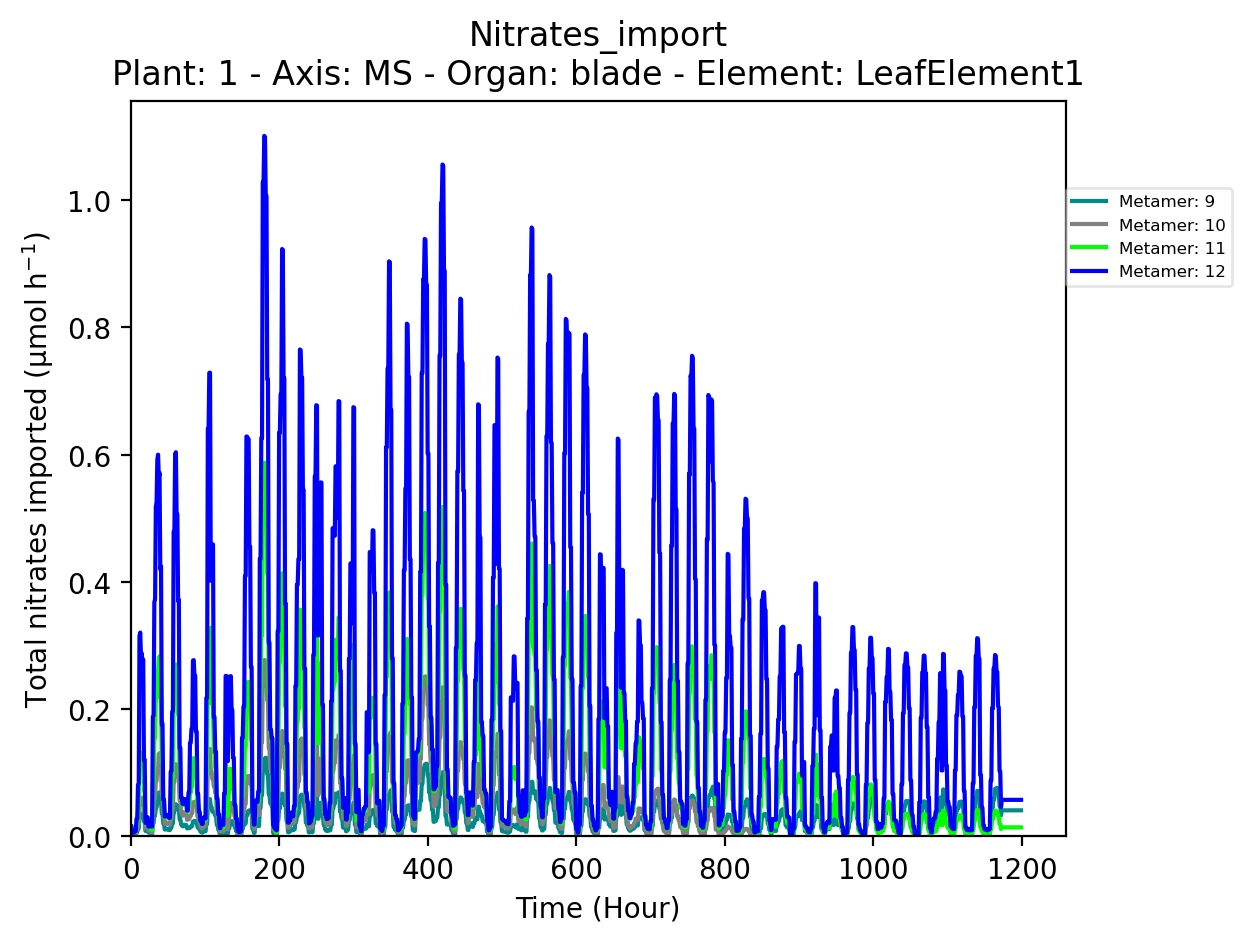 Nitrates_import
Plant: 1 - Axis: MS - Organ: blade - Element: LeafElement1
Total nitrates imported (µmol h⁻¹)
1.0
0.8
0.6
0.4
0.2
0.0
0 200 400 600 800 1000 1200
Time (Hour)
Metamer: 9
Metamer: 10
Metamer: 11
Metamer: 12